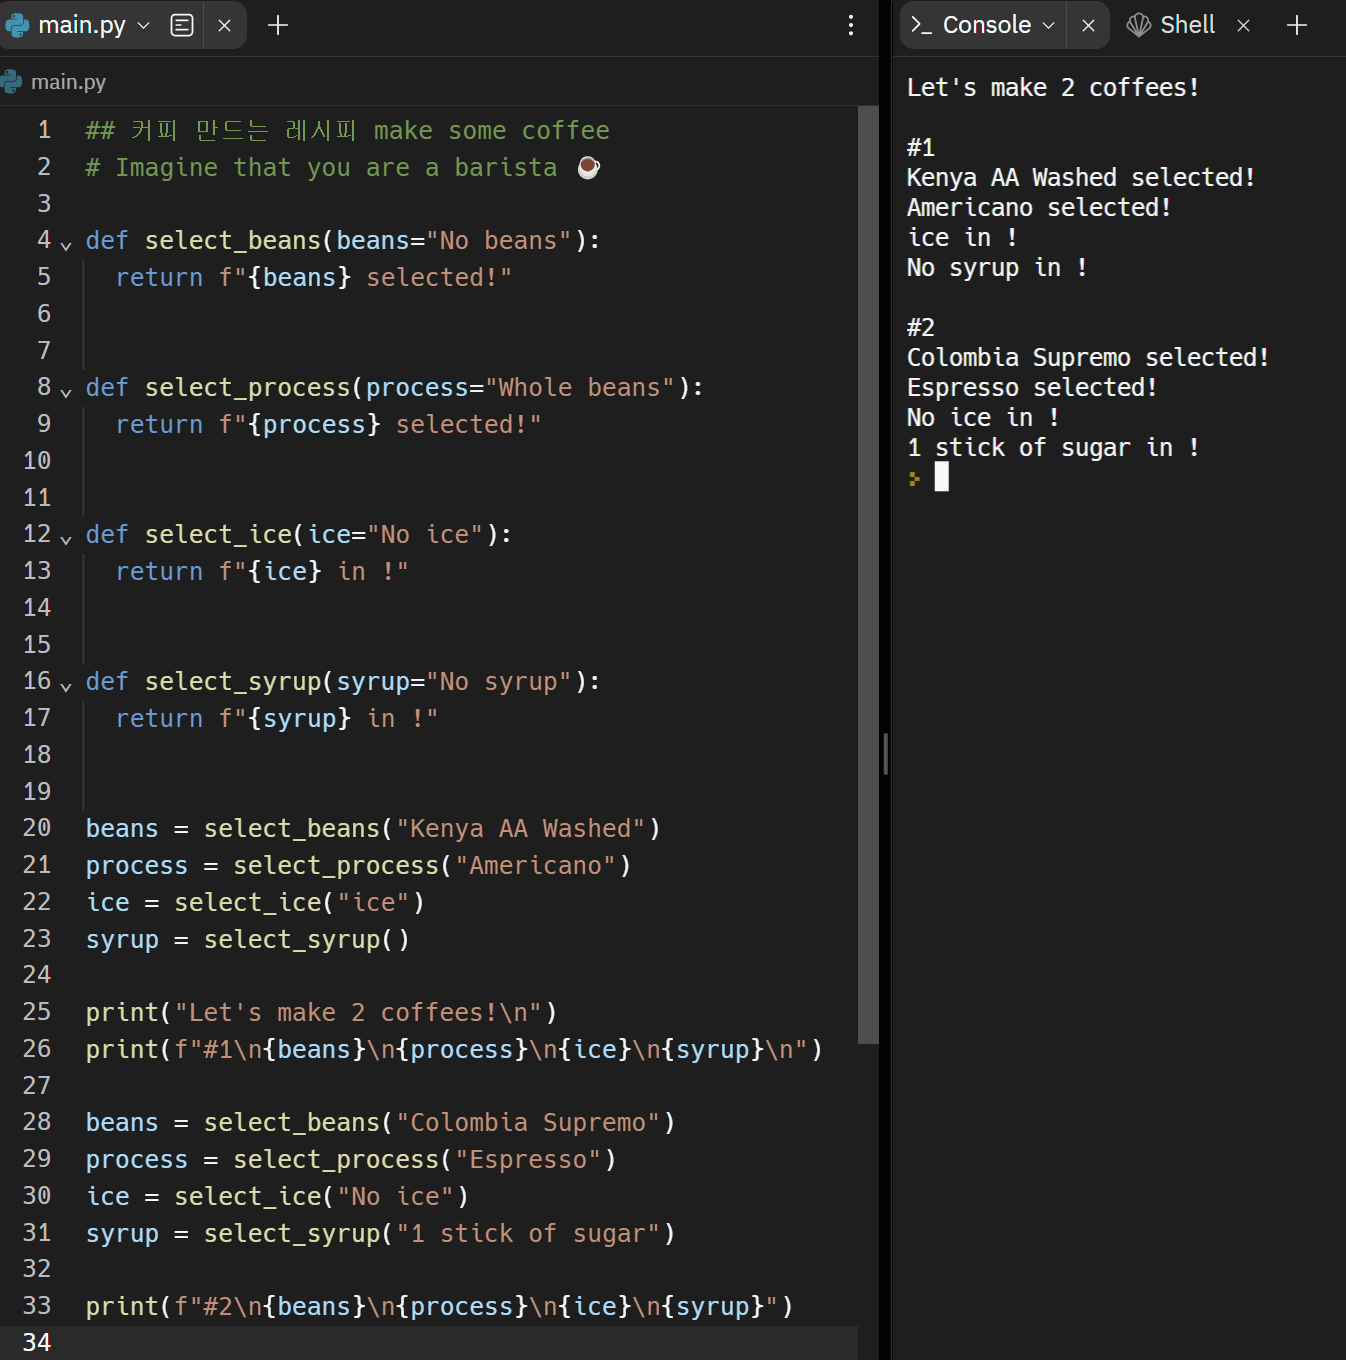 main.py
main.py
1 ## 커피 만드는 레시피 make some coffee
2 # Imagine that you are a barista ☕
3
4 def select_beans(beans="No beans"):
5   return f"{beans} selected!"
6
7
8 def select_process(process="Whole beans"):
9   return f"{process} selected!"
10
11
12 def select_ice(ice="No ice"):
13   return f"{ice} in !"
14
15
16 def select_syrup(syrup="No syrup"):
17   return f"{syrup} in !"
18
19
20 beans = select_beans("Kenya AA Washed")
21 process = select_process("Americano")
22 ice = select_ice("ice")
23 syrup = select_syrup()
24
25 print("Let's make 2 coffees!\n")
26 print(f"#1\n{beans}\n{process}\n{ice}\n{syrup}\n")
27
28 beans = select_beans("Colombia Supremo")
29 process = select_process("Espresso")
30 ice = select_ice("No ice")
31 syrup = select_syrup("1 stick of sugar")
32
33 print(f"#2\n{beans}\n{process}\n{ice}\n{syrup}")
34
Console Shell
Let's make 2 coffees!
#1
Kenya AA Washed selected!
Americano selected!
ice in !
No syrup in !
#2
Colombia Supremo selected!
Espresso selected!
No ice in !
1 stick of sugar in !